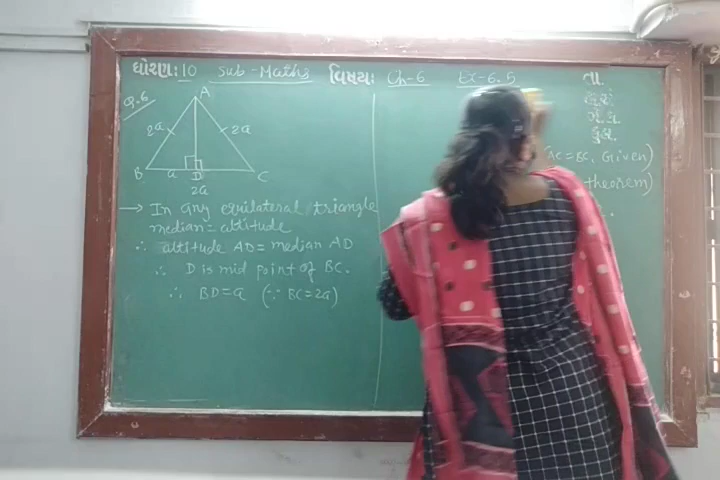 ધોરણ: 10 Sub-Maths વિષય: Ch-6 Ex-6.5 તા.
Q.6
A
2a 2a
B a D C
2a
→ In any equilateral triangle
median = altitude
∴ altitude AD = median AD
∴ D is mid point of BC.
∴ BD = a (∵ BC = 2a)
AC = BC, Given)
theorem)